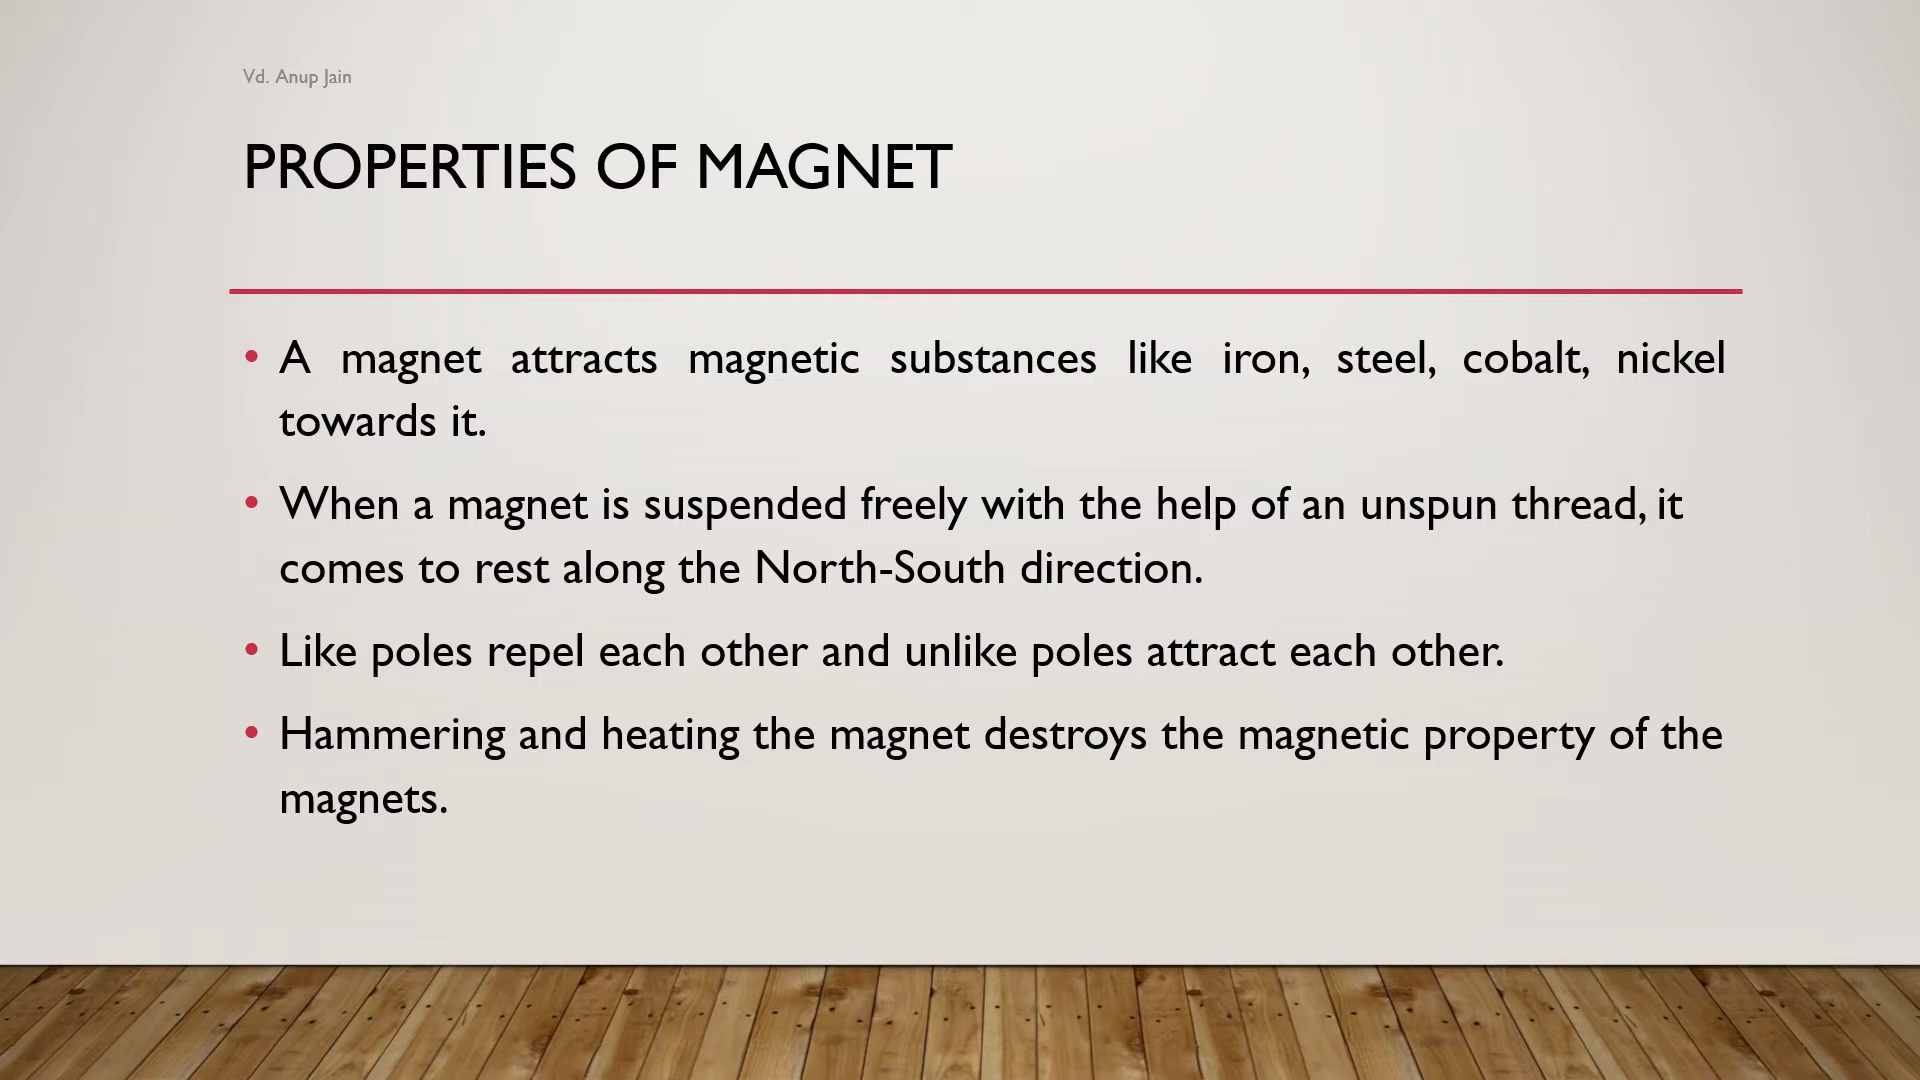 Vd. Anup Jain
PROPERTIES OF MAGNET
• A magnet attracts magnetic substances like iron, steel, cobalt, nickel
towards it.
• When a magnet is suspended freely with the help of an unspun thread, it
comes to rest along the North-South direction.
• Like poles repel each other and unlike poles attract each other.
• Hammering and heating the magnet destroys the magnetic property of the
magnets.